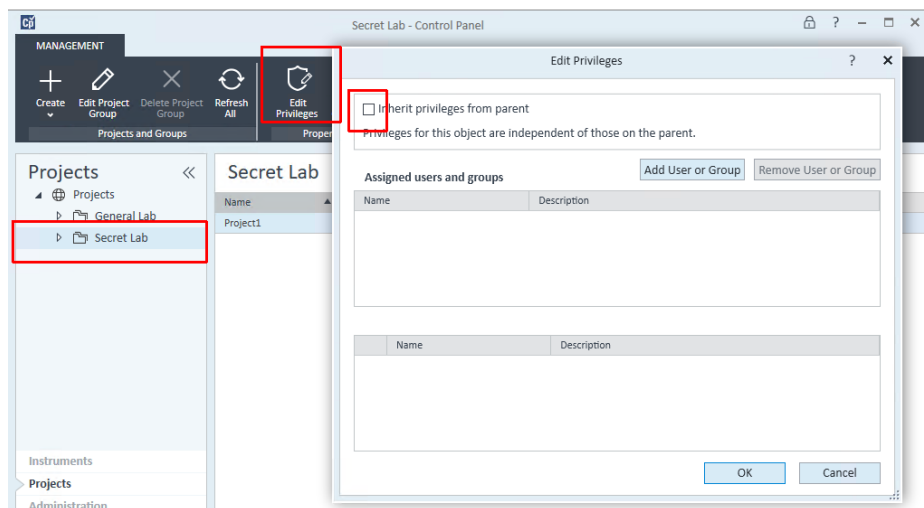 Secret Lab - Control Panel
MANAGEMENT
Create
Edit Project Group
Delete Project Group
Refresh All
Edit Privileges
Projects and Groups
Proper
Edit Privileges
Inherit privileges from parent
Privileges for this object are independent of those on the parent.
Assigned users and groups
Add User or Group
Remove User or Group
Name
Description
Name
Description
OK
Cancel
Projects
Projects
General Lab
Secret Lab
Secret Lab
Name
Project1
Instruments
Projects
Administration